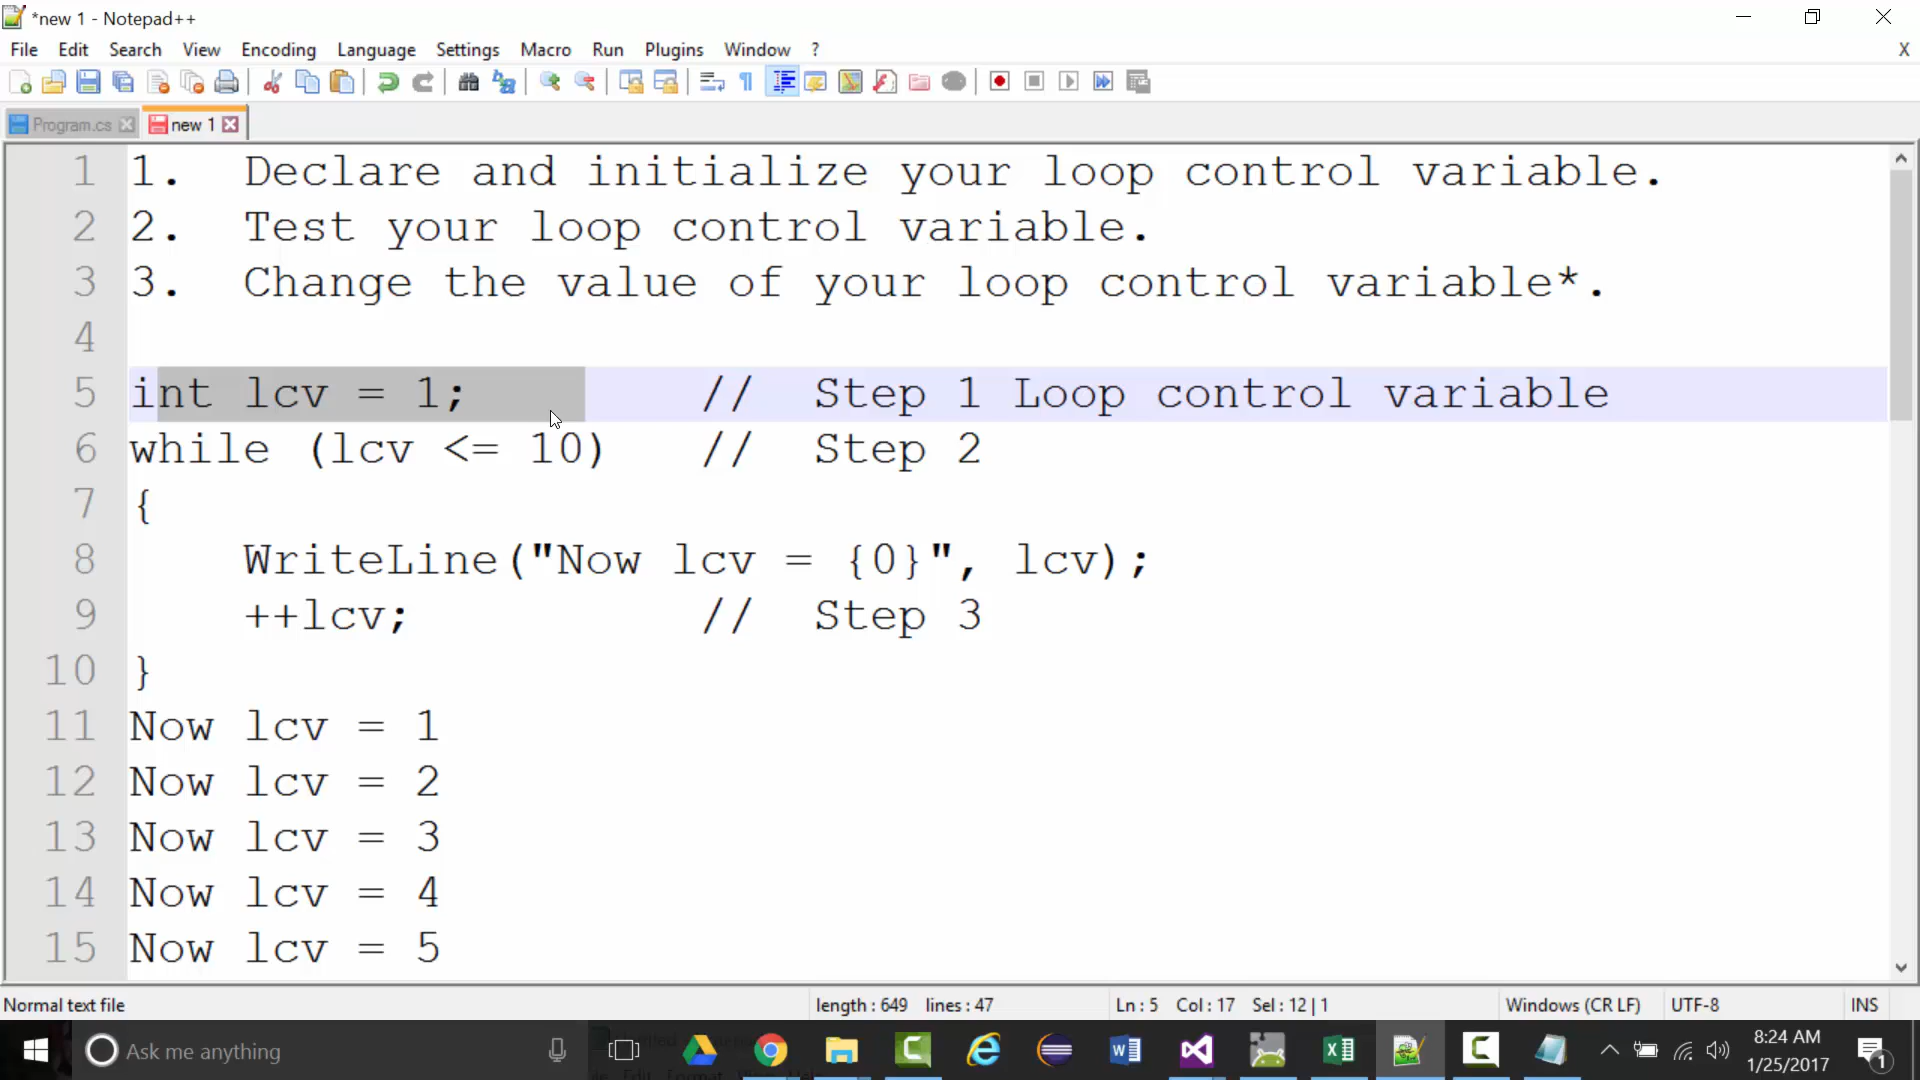 *new 1 - Notepad++
File Edit Search View Encoding Language Settings Macro Run Plugins Window ? X
Program.cs new 1
1 1. Declare and initialize your loop control variable.
2 2. Test your loop control variable.
3 3. Change the value of your loop control variable*.
4
5 int lcv = 1; // Step 1 Loop control variable
6 while (lcv <= 10) // Step 2
7 {
8 WriteLine("Now lcv = {0}", lcv);
9 ++lcv; // Step 3
10 }
11 Now lcv = 1
12 Now lcv = 2
13 Now lcv = 3
14 Now lcv = 4
15 Now lcv = 5
Normal text file length : 649 lines : 47 Ln : 5 Col : 17 Sel : 12 | 1 Windows (CR LF) UTF-8 INS
Ask me anything
8:24 AM
1/25/2017
1